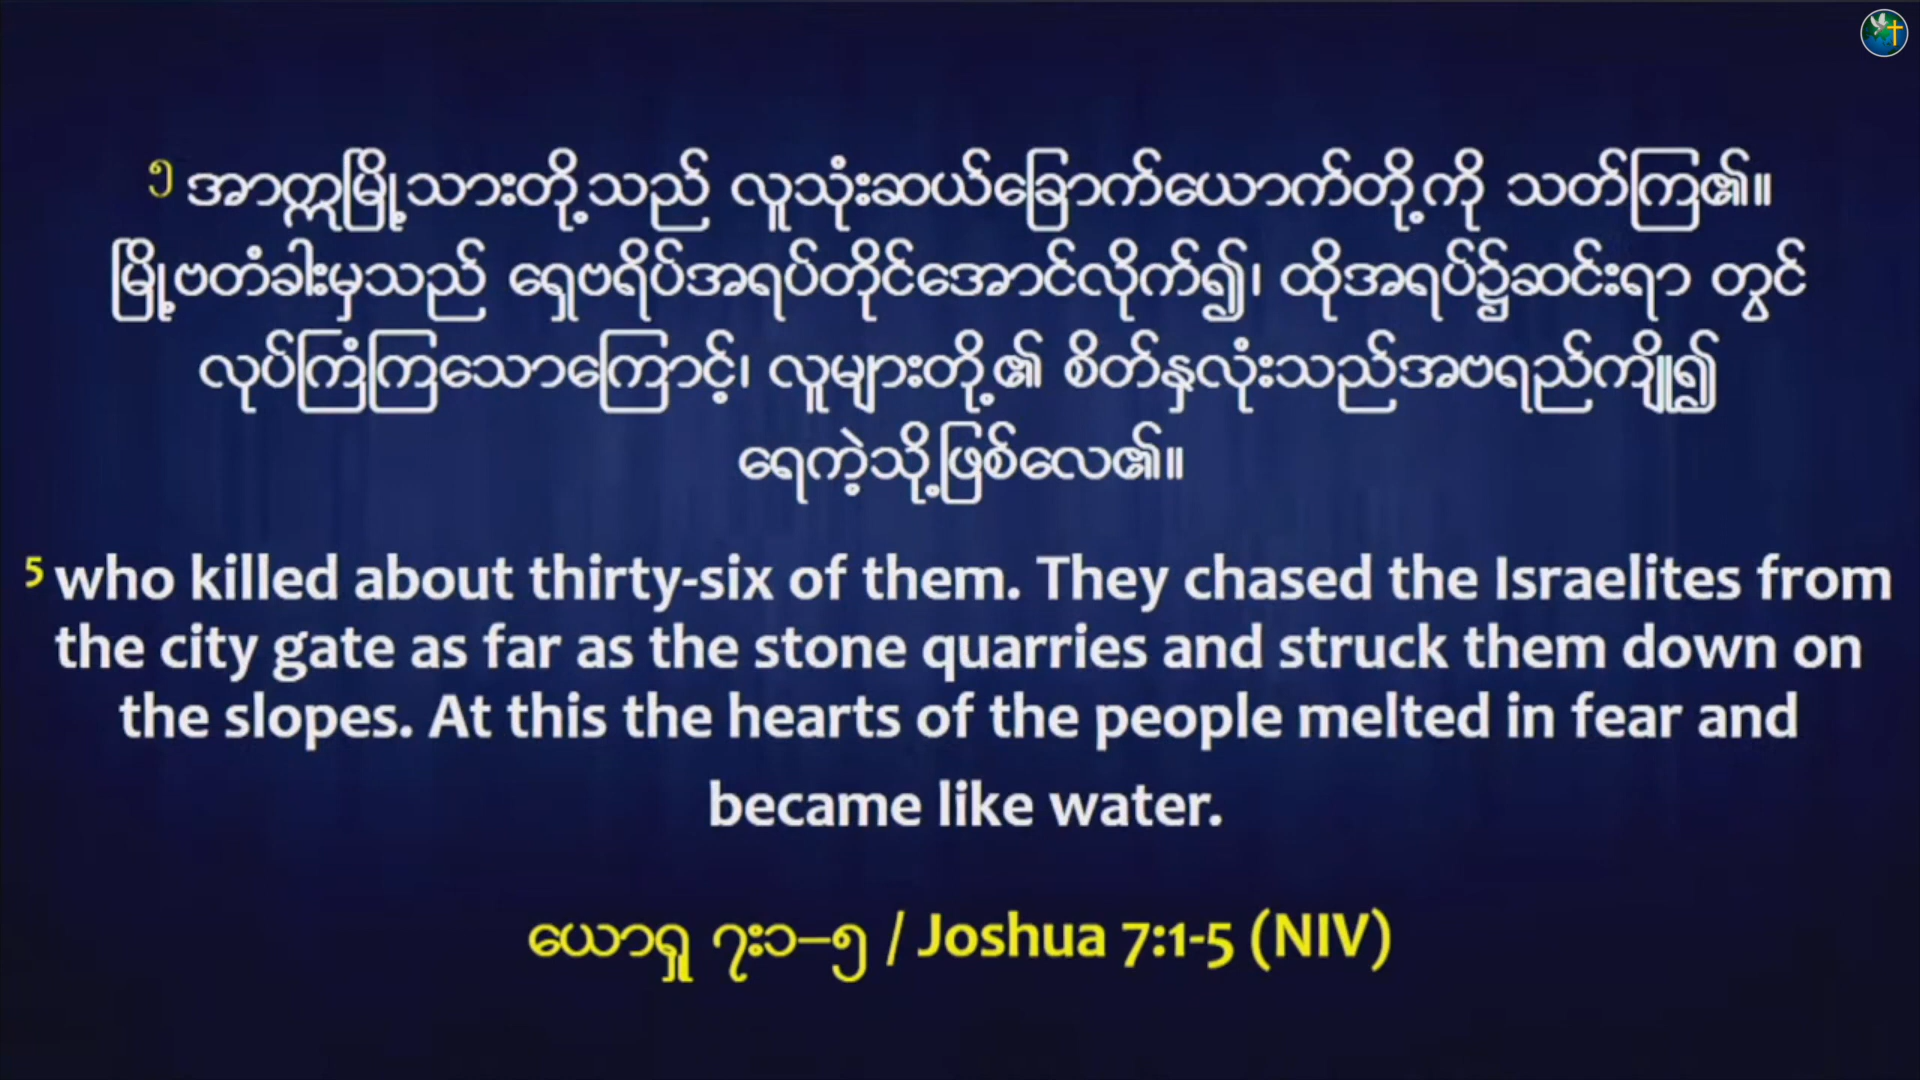 ၅ အာဣမြို့သားတို့သည် လူသုံးဆယ်ခြောက်ယောက်တို့ကို သတ်ကြ၏။
မြို့ဗတံခါးမှသည် ရှေဗရိပ်အရပ်တိုင်အောင်လိုက်၍၊ ထိုအရပ်၌ဆင်းရာ တွင်
လုပ်ကြံကြသောကြောင့်၊ လူများတို့၏ စိတ်နှလုံးသည်အဗရည်ကျို၍
ရေကဲ့သို့ဖြစ်လေ၏။
5 who killed about thirty-six of them. They chased the Israelites from
the city gate as far as the stone quarries and struck them down on
the slopes. At this the hearts of the people melted in fear and
became like water.
ယောရှု ၇း၁–၅ / Joshua 7:1-5 (NIV)